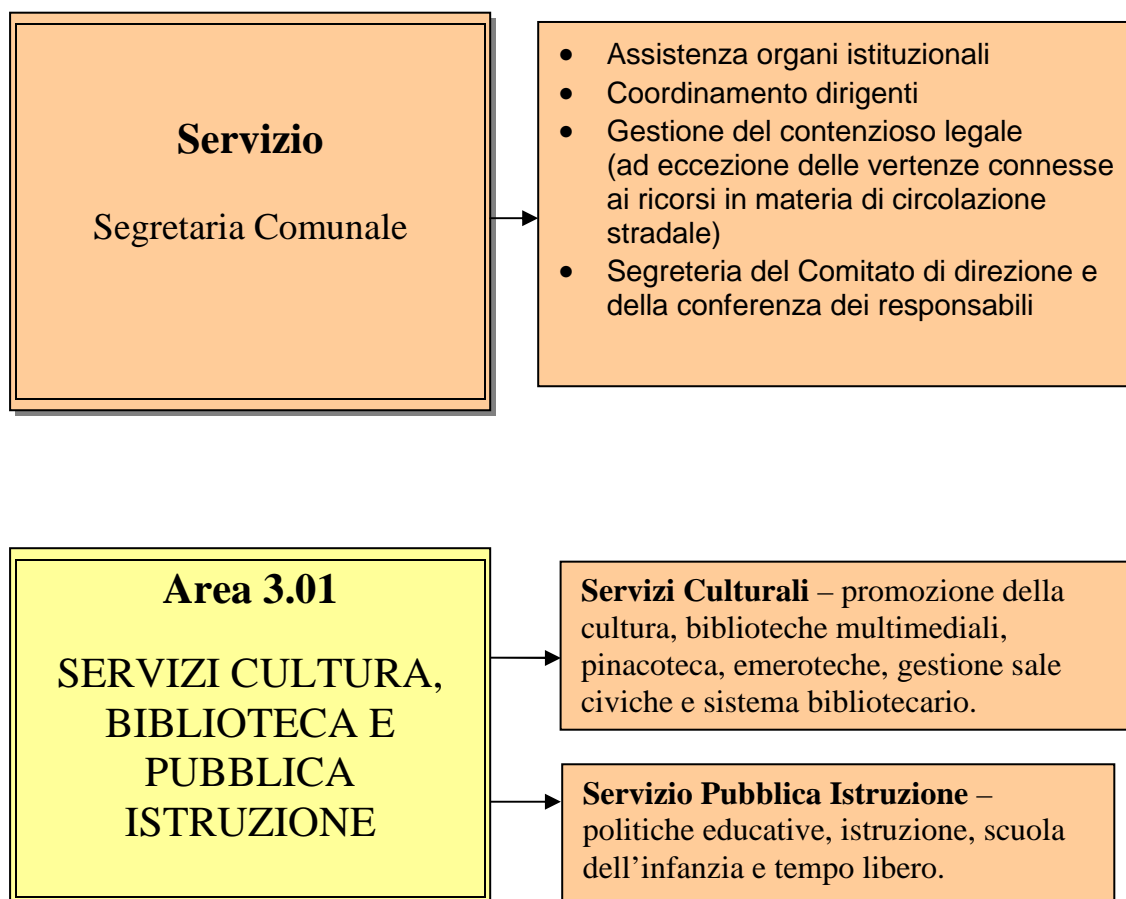 Servizio
Segretaria Comunale
• Assistenza organi istituzionali
• Coordinamento dirigenti
• Gestione del contenzioso legale
(ad eccezione delle vertenze connesse
ai ricorsi in materia di circolazione
stradale)
• Segreteria del Comitato di direzione e
della conferenza dei responsabili
Area 3.01
SERVIZI CULTURA,
BIBLIOTECA E
PUBBLICA
ISTRUZIONE
Servizi Culturali – promozione della
cultura, biblioteche multimediali,
pinacoteca, emeroteche, gestione sale
civiche e sistema bibliotecario.
Servizio Pubblica Istruzione –
politiche educative, istruzione, scuola
dell’infanzia e tempo libero.